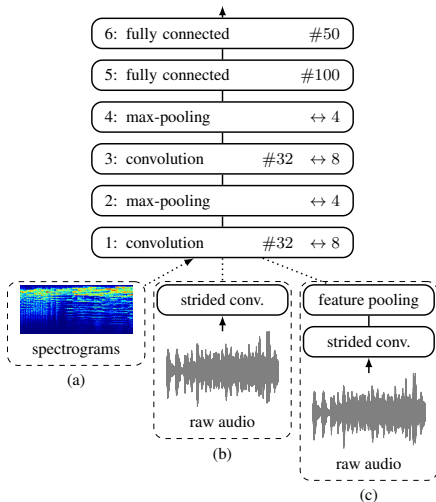 6: fully connected #50
5: fully connected #100
4: max-pooling ↔ 4
3: convolution #32 ↔ 8
2: max-pooling ↔ 4
1: convolution #32 ↔ 8
spectrograms
(a)
strided conv.
raw audio
(b)
feature pooling
strided conv.
raw audio
(c)